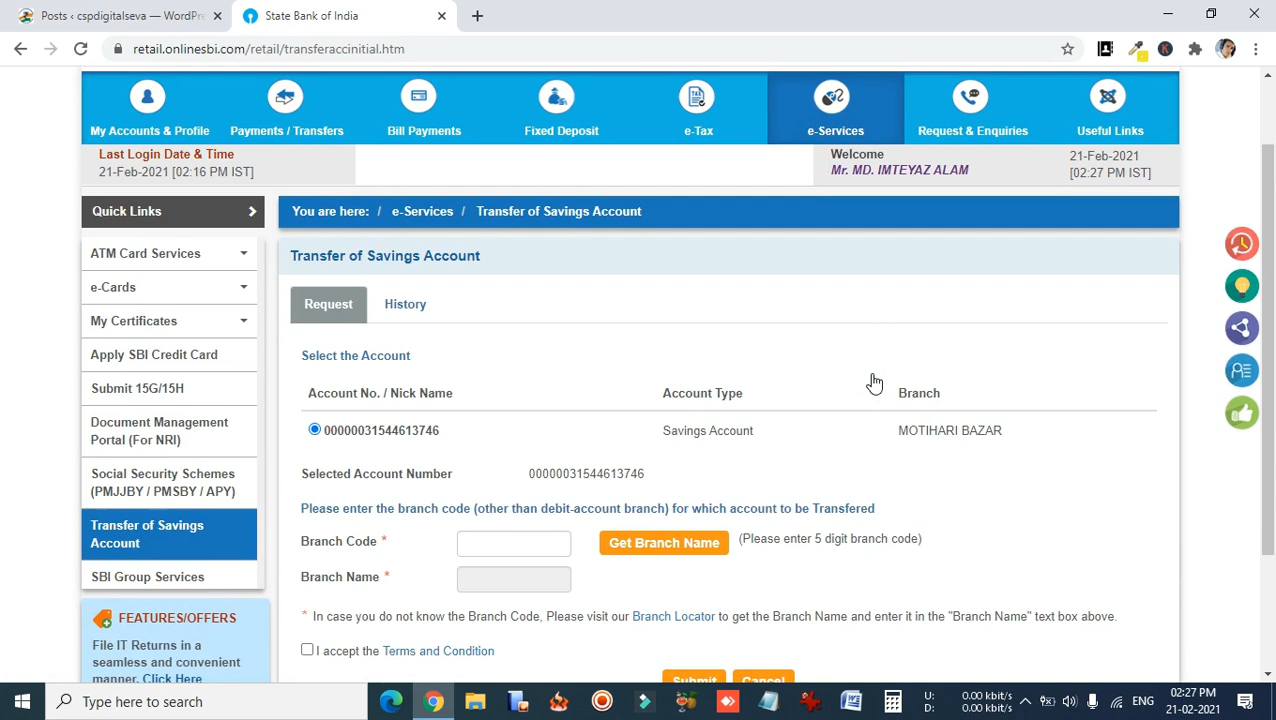 Posts ‹ cspdigitalseva — WordPre
State Bank of India
retail.onlinesbi.com/retail/transferaccinitial.htm
My Accounts & Profile
Payments / Transfers
Bill Payments
Fixed Deposit
TAX
e-Tax
e-Services
Request & Enquiries
Useful Links
Last Login Date & Time
21-Feb-2021 [02:16 PM IST]
Welcome
Mr. MD. IMTEYAZ ALAM
21-Feb-2021
[02:27 PM IST]
Quick Links
You are here: / e-Services / Transfer of Savings Account
ATM Card Services
e-Cards
My Certificates
Apply SBI Credit Card
Submit 15G/15H
Document Management
Portal (For NRI)
Social Security Schemes
(PMJJBY / PMSBY / APY)
Transfer of Savings
Account
SBI Group Services
FEATURES/OFFERS
File IT Returns in a
seamless and convenient
manner. Click Here
Transfer of Savings Account
Request
History
Select the Account
Account No. / Nick Name
Account Type
Branch
00000031544613746
Savings Account
MOTIHARI BAZAR
Selected Account Number
00000031544613746
Please enter the branch code (other than debit-account branch) for which account to be Transfered
Branch Code *
Get Branch Name
(Please enter 5 digit branch code)
Branch Name *
* In case you do not know the Branch Code, Please visit our Branch Locator to get the Branch Name and enter it in the "Branch Name" text box above.
I accept the Terms and Condition
Submit
Cancel
Type here to search
U:
D:
0.00 kbit/s
0.00 kbit/s
ENG
02:27 PM
21-02-2021